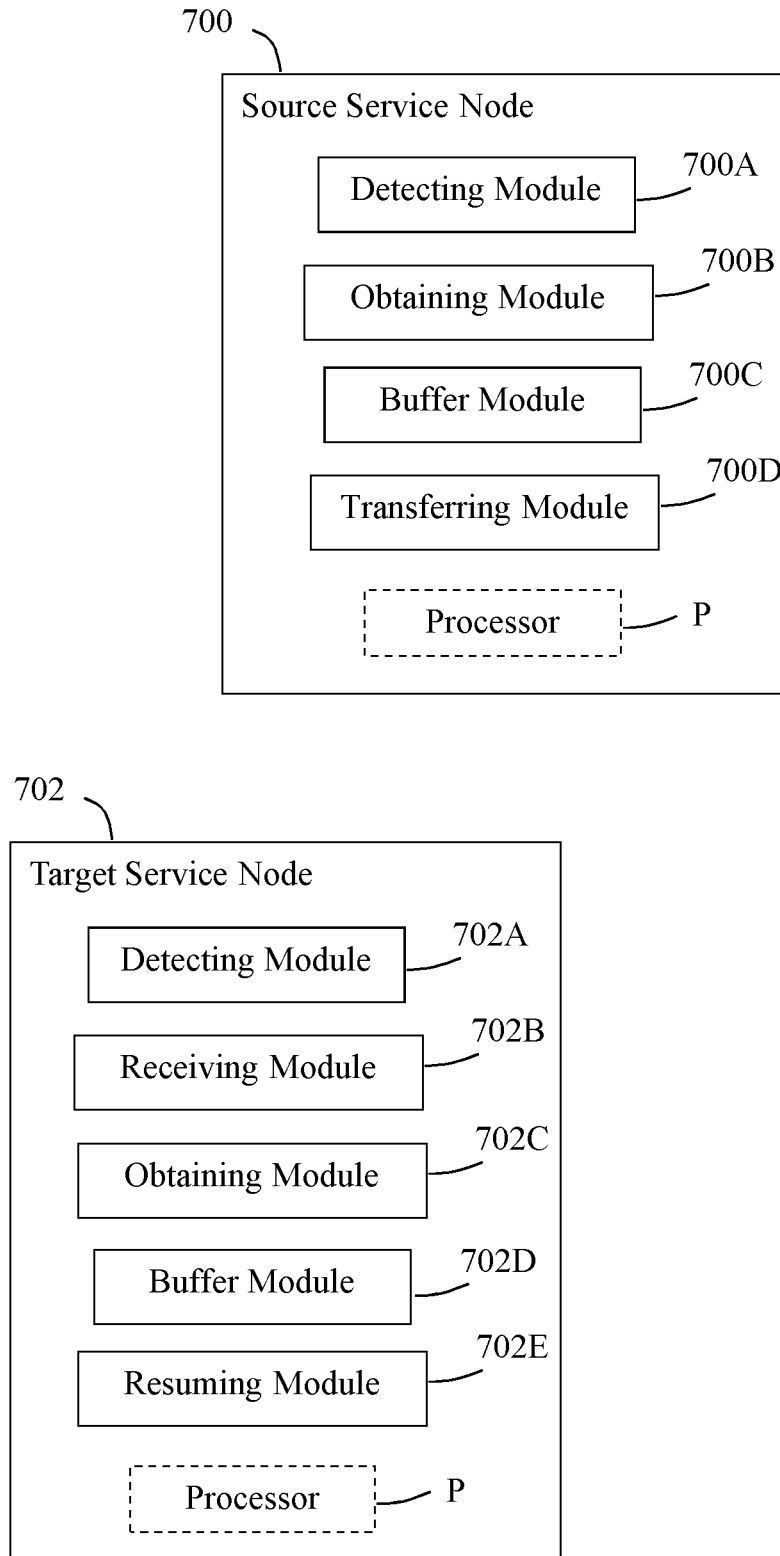 700
Source Service Node
Detecting Module
700A
Obtaining Module
700B
Buffer Module
700C
Transferring Module
700D
Processor
P
702
Target Service Node
Detecting Module
702A
Receiving Module
702B
Obtaining Module
702C
Buffer Module
702D
Resuming Module
702E
Processor
P